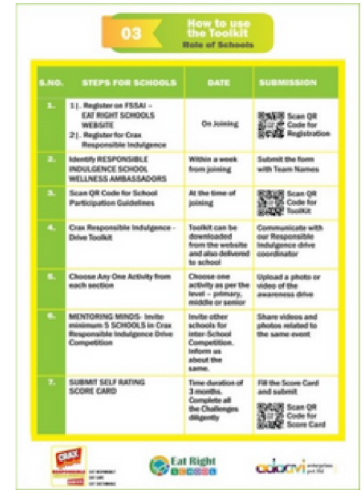 03
How to use
the Toolkit
Role of Schools
S.NO. STEPS FOR SCHOOLS DATE SUBMISSION
1. 1|. Register on FSSAI –
EAT RIGHT SCHOOLS
WEBSITE
2|. Register for Crax
Responsible Indulgence
On Joining
Scan QR
Code for
Registration
2. Identify RESPONSIBLE
INDULGENCE SCHOOL
WELLNESS AMBASSADORS
Within a week
from joining
Submit the form
with Team Names
3. Scan QR Code for School
Participation Guidelines
At the time of
joining
Scan QR
Code for
Toolkit
4. Crax Responsible Indulgence -
Drive Toolkit
Toolkit can be
downloaded
from the website
and also delivered
to school
Communicate with
our Responsible
Indulgence drive
coordinator
5. Choose Any One Activity from
each section
Choose one
activity as per the
level – primary,
middle or senior
Upload a photo or
video of the
awareness drive
6. MENTORING MINDS- Invite
minimum 5 SCHOOLS in Crax
Responsible Indulgence Drive
Competition
Invite other
schools for
Inter-School
Competition.
Inform us
about the
same.
Share videos and
photos related to
the same event
7. SUBMIT SELF RATING
SCORE CARD
Time duration of
3 months.
Complete all
the Challenges
diligently
Fill the Score Card
and submit
Scan QR
Code for
Score Card
CRAX
RESPONSIBLE
Eat Right
SCHOOL